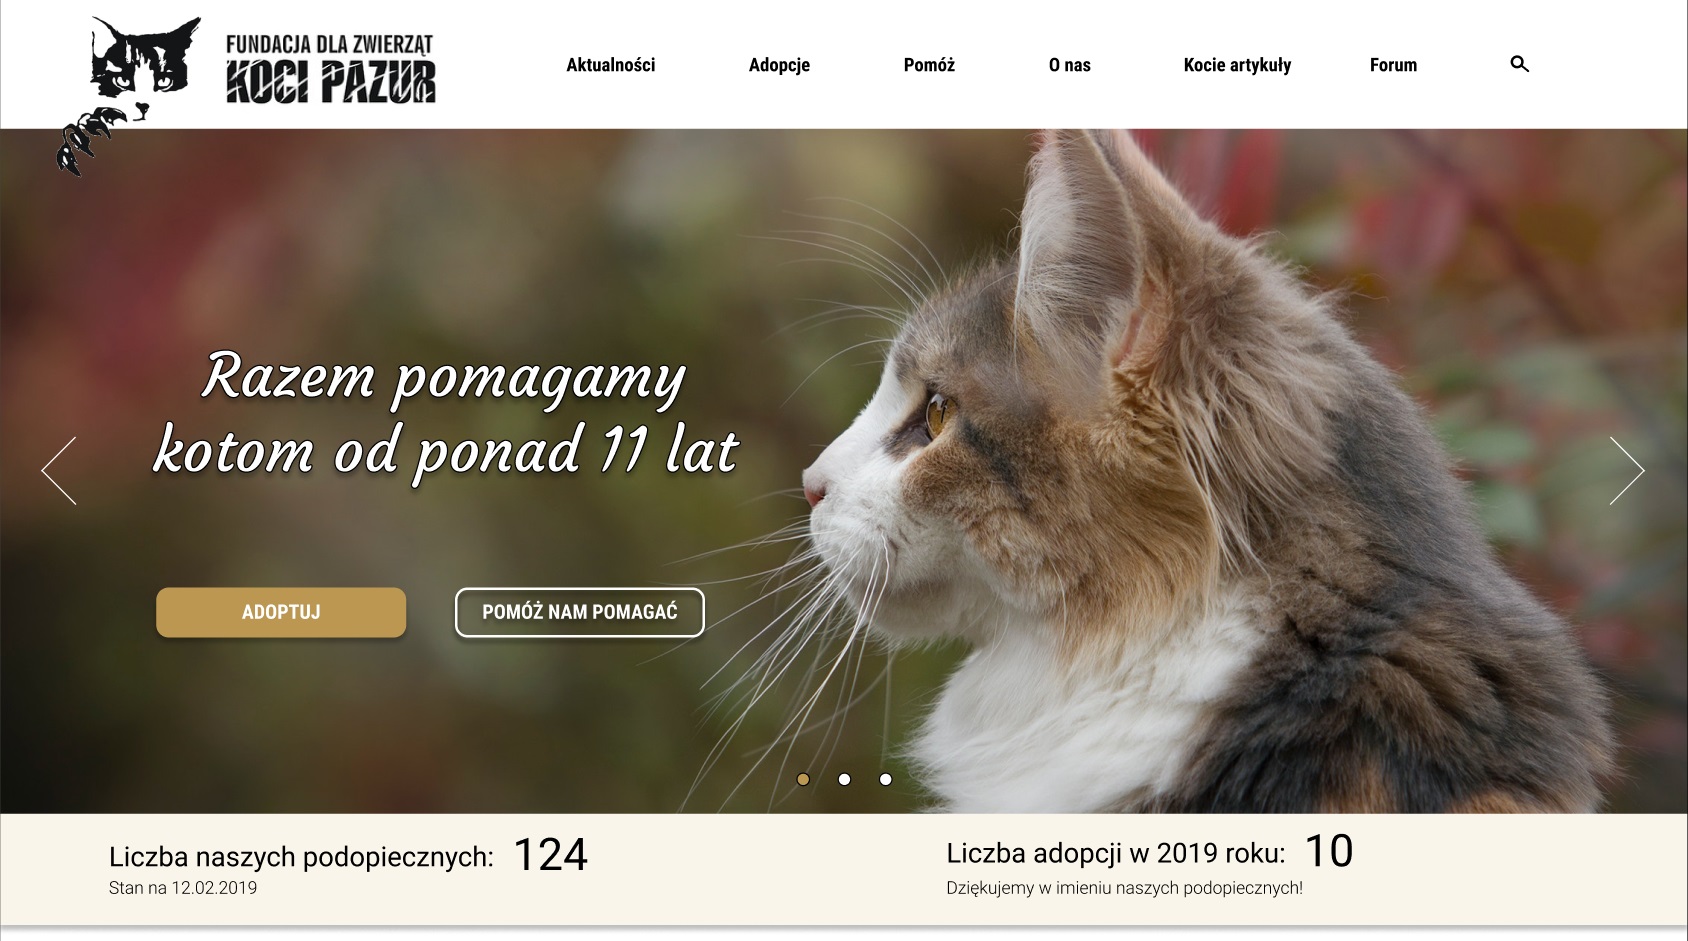 FUNDACJA DLA ZWIERZĄT
KOCI PAZUR
Aktualności
Adopcje
Pomóż
O nas
Kocie artykuły
Forum
Razem pomagamy
kotom od ponad 11 lat
ADOPTUJ
POMÓŻ NAM POMAGAĆ
Liczba naszych podopiecznych: 124
Stan na 12.02.2019
Liczba adopcji w 2019 roku: 10
Dziękujemy w imieniu naszych podopiecznych!